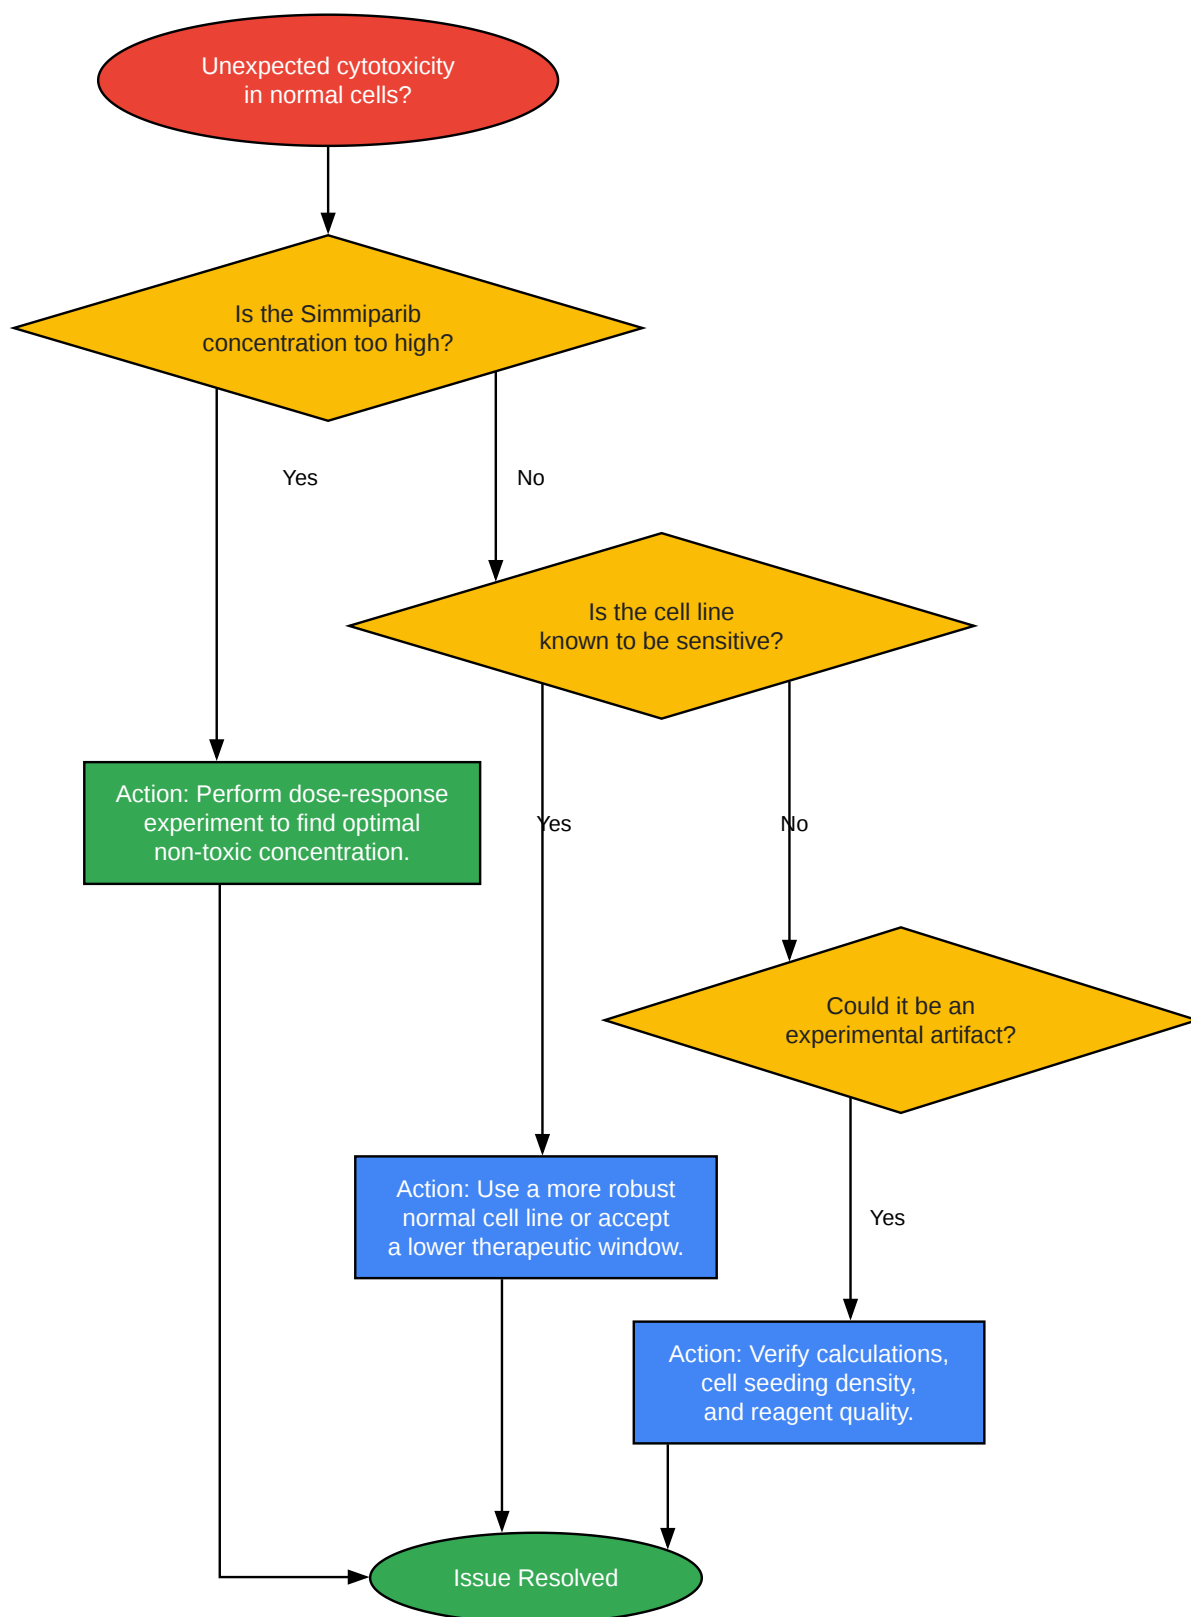 Unexpected cytotoxicity
in normal cells?
Is the Simmiparib
concentration too high?
Yes
No
Is the cell line
known to be sensitive?
Action: Perform dose-response
experiment to find optimal
non-toxic concentration.
Yes
No
Could it be an
experimental artifact?
Action: Use a more robust
normal cell line or accept
a lower therapeutic window.
Yes
Action: Verify calculations,
cell seeding density,
and reagent quality.
Issue Resolved